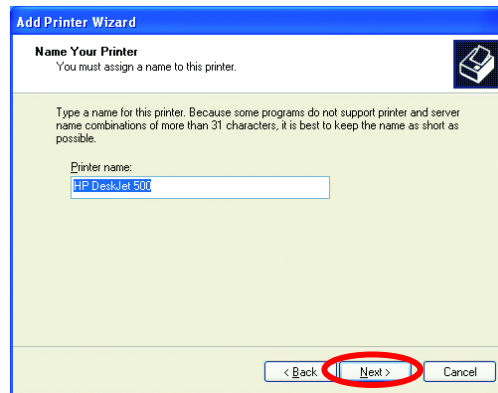 Add Printer Wizard
Name Your Printer
You must assign a name to this printer.
Type a name for this printer. Because some programs do not support printer and server
name combinations of more than 31 characters, it is best to keep the name as short as
possible.
Printer name:
HP DeskJet 500
< Back
Next >
Cancel